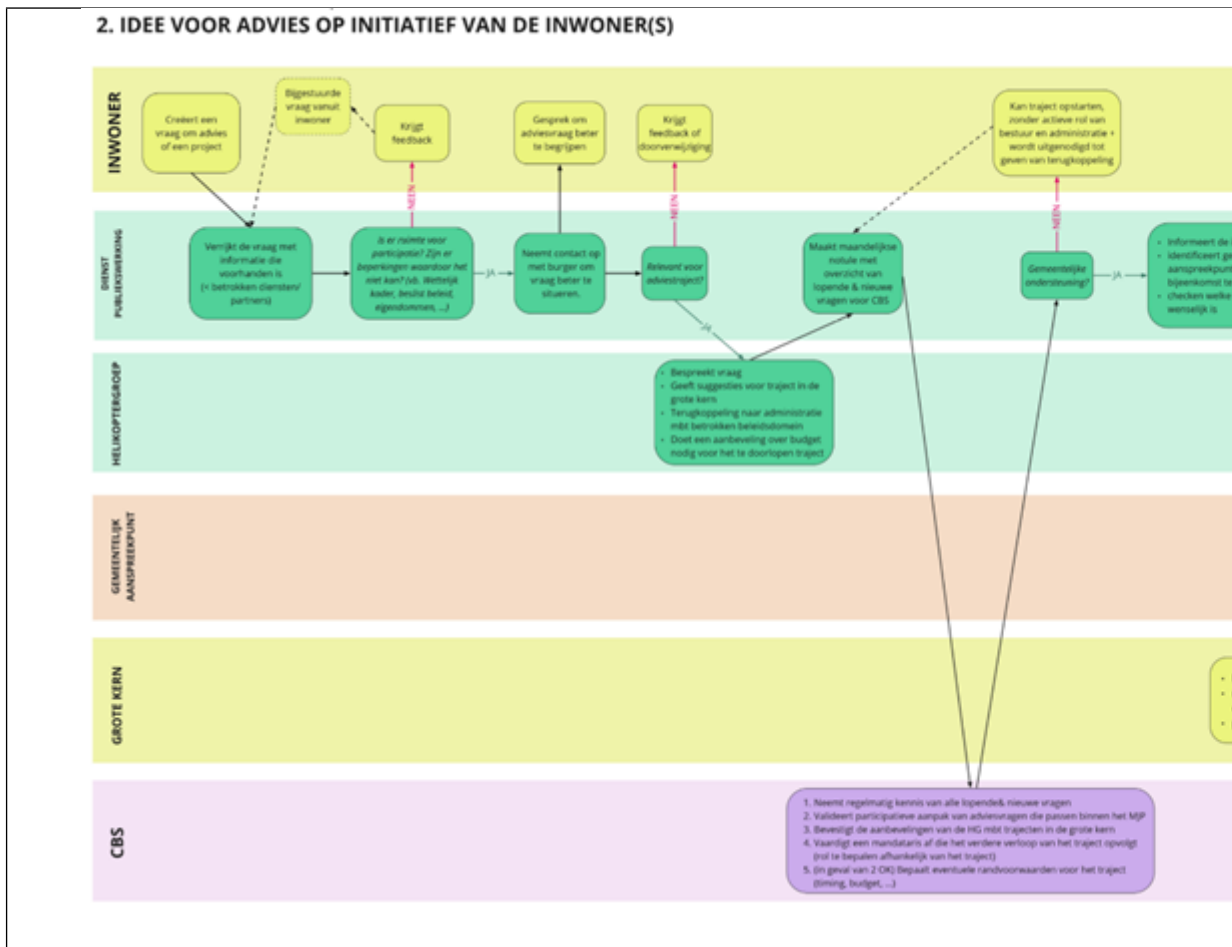 2. IDEE VOOR ADVIES OP INITIATIEF VAN DE INWONER(S)
INWONER
Creëert een
vraag om advies
of een project
Bijgestuurde
vraag vanuit
inwoner
Krijgt
feedback
Gesprek om
adviesvraag beter
te begrijpen
Krijgt
feedback of
doorverwijziging
Kan traject opstarten,
zonder actieve rol van
bestuur en administratie +
wordt uitgenodigd tot
geven van terugkoppeling
NEEN
NEEN
NEEN
DIENST
PUBLIEKSWERKING
Verrijkt de vraag met
informatie die
voorhanden is
(< betrokken diensten/
partners)
Is er ruimte voor
participatie? Zijn er
beperkingen waardoor het
niet kan? (vb. Wettelijk
kader, beslist beleid,
eigendommen, ...)
JA
Neemt contact op
met burger om
vraag beter te
situeren.
Relevant voor
adviestraject?
JA
Maakt maandelijkse
notule met
overzicht van
lopende & nieuwe
vragen voor CBS
Gemeentelijke
ondersteuning?
JA
• Informeert de
• identificeert
aanspreekpun
bijeenkomst te
• checken welke
wenselijk is
HELIKOPTERGROEP
• Bespreekt vraag
• Geeft suggesties voor traject in de
grote kern
• Terugkoppeling naar administratie
mbt betrokken beleidsdomein
• Doet een aanbeveling over budget
nodig voor het te doorlopen traject
GEMEENTELIJK
AANSPREEKPUNT
GROTE KERN
CBS
1. Neemt regelmatig kennis van alle lopende& nieuwe vragen
2. Valideert participatieve aanpak van adviesvragen die passen binnen het MJP
3. Bevestigt de aanbevelingen van de HG mbt trajecten in de grote kern
4. Vaardigt een mandataris af die het verdere verloop van het traject opvolgt
(rol te bepalen afhankelijk van het traject)
5. (in geval van 2 OK) Bepaalt eventuele randvoorwaarden voor het traject
(timing, budget, ...)